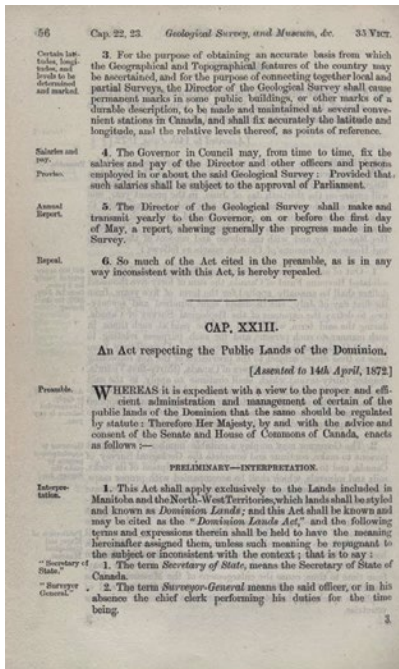 56 Cap. 22, 23. Geological Survey, and Museum, &c. 35 VICT.
Certain lati-
tudes, longi-
tudes, and
levels to be
determined
and marked.
3. For the purpose of obtaining an accurate basis from which
the Geographical and Topographical features of the country may
be ascertained, and for the purpose of connecting together local and
partial Surveys, the Director of the Geological Survey shall cause
permanent marks in some public buildings, or other marks of a
durable description, to be made and maintained at several conve-
nient stations in Canada, and shall fix accurately the latitude and
longitude, and the relative levels thereof, as points of reference.
Salaries and
pay.
Proviso.
4. The Governor in Council may, from time to time, fix the
salaries and pay of the Director and other officers and persons
employed in or about the said Geological Survey: Provided that
such salaries shall be subject to the approval of Parliament.
Annual
Report.
5. The Director of the Geological Survey shall make and
transmit yearly to the Governor, on or before the first day
of May, a report, shewing generally the progress made in the
Survey.
Repeal.
6. So much of the Act cited in the preamble, as is in any
way inconsistent with this Act, is hereby repealed.
CAP. XXIII.
An Act respecting the Public Lands of the Dominion.
[Assented to 14th April, 1872.]
Preamble.
WHEREAS it is expedient with a view to the proper and effi-
cient administration and management of certain of the
public lands of the Dominion that the same should be regulated
by statute: Therefore Her Majesty, by and with the advice and
consent of the Senate and House of Commons of Canada, enacts
as follows:—
PRELIMINARY—INTERPRETATION.
Interpre-
tation.
1. This Act shall apply exclusively to the Lands included in
Manitoba and the North-West Territories, which lands shall be styled
and known as Dominion Lands; and this Act shall be known and
may be cited as the "Dominion Lands Act," and the following
terms and expressions therein shall be held to have the meaning
hereinafter assigned them, unless such meaning be repugnant to
the subject or inconsistent with the context; that is to say:
"Secretary of
State."
1. The term Secretary of State, means the Secretary of State of
Canada.
"Surveyor
General."
2. The term Surveyor-General means the said officer, or in his
absence the chief clerk performing his duties for the time
being.
3